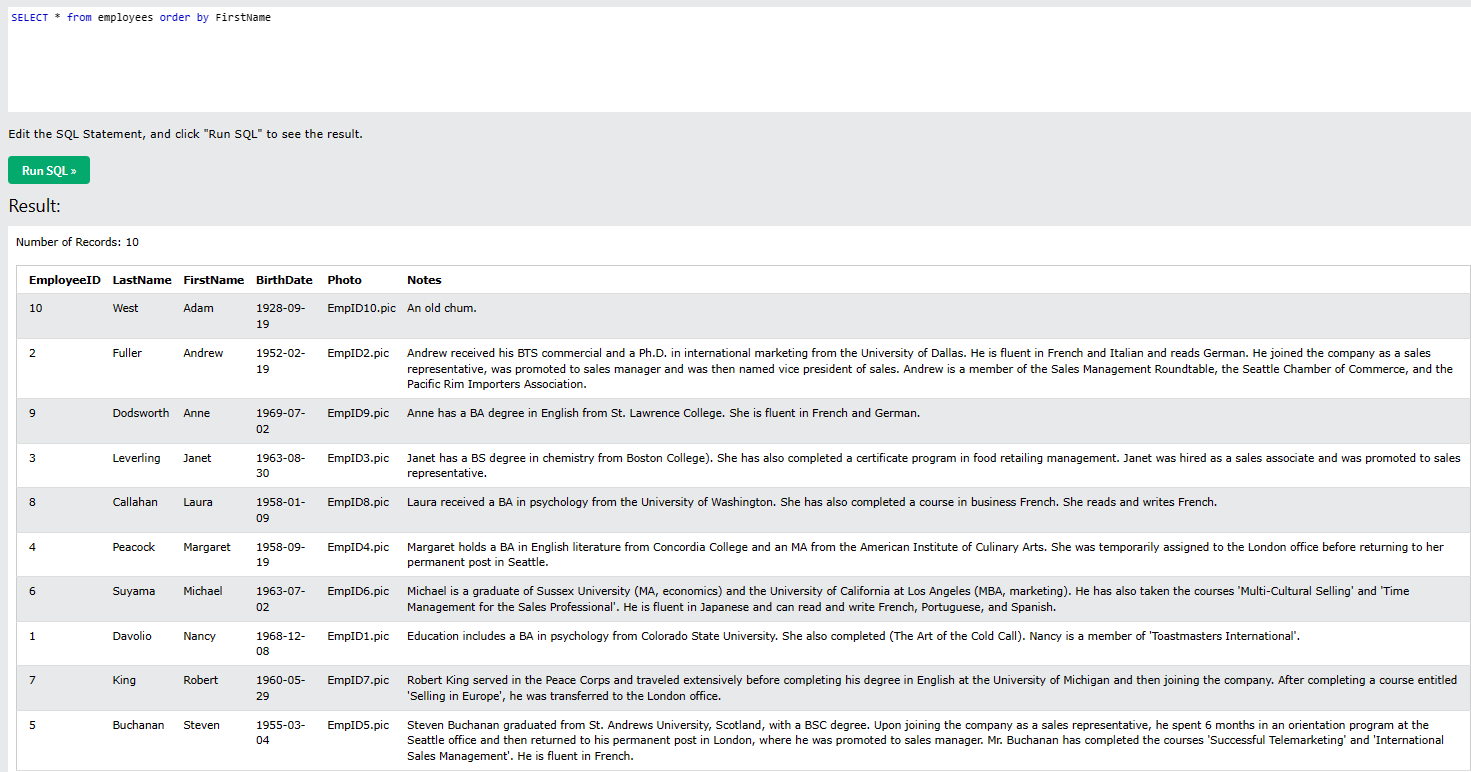 SELECT * from employees order by FirstName
Edit the SQL Statement, and click "Run SQL" to see the result.
Run SQL »
Result:
Number of Records: 10
EmployeeID LastName FirstName BirthDate Photo Notes
10 West Adam 1928-09- EmpID10.pic An old chum.
19
2 Fuller Andrew 1952-02- EmpID2.pic Andrew received his BTS commercial and a Ph.D. in international marketing from the University of Dallas. He is fluent in French and Italian and reads German. He joined the company as a sales
19 representative, was promoted to sales manager and was then named vice president of sales. Andrew is a member of the Sales Management Roundtable, the Seattle Chamber of Commerce, and the
Pacific Rim Importers Association.
9 Dodsworth Anne 1969-07- EmpID9.pic Anne has a BA degree in English from St. Lawrence College. She is fluent in French and German.
02
3 Leverling Janet 1963-08- EmpID3.pic Janet has a BS degree in chemistry from Boston College). She has also completed a certificate program in food retailing management. Janet was hired as a sales associate and was promoted to sales
30 representative.
8 Callahan Laura 1958-01- EmpID8.pic Laura received a BA in psychology from the University of Washington. She has also completed a course in business French. She reads and writes French.
09
4 Peacock Margaret 1958-09- EmpID4.pic Margaret holds a BA in English literature from Concordia College and an MA from the American Institute of Culinary Arts. She was temporarily assigned to the London office before returning to her
19 permanent post in Seattle.
6 Suyama Michael 1963-07- EmpID6.pic Michael is a graduate of Sussex University (MA, economics) and the University of California at Los Angeles (MBA, marketing). He has also taken the courses 'Multi-Cultural Selling' and 'Time
02 Management for the Sales Professional'. He is fluent in Japanese and can read and write French, Portuguese, and Spanish.
1 Davolio Nancy 1968-12- EmpID1.pic Education includes a BA in psychology from Colorado State University. She also completed (The Art of the Cold Call). Nancy is a member of 'Toastmasters International'.
08
7 King Robert 1960-05- EmpID7.pic Robert King served in the Peace Corps and traveled extensively before completing his degree in English at the University of Michigan and then joining the company. After completing a course entitled
29 'Selling in Europe', he was transferred to the London office.
5 Buchanan Steven 1955-03- EmpID5.pic Steven Buchanan graduated from St. Andrews University, Scotland, with a BSC degree. Upon joining the company as a sales representative, he spent 6 months in an orientation program at the
04 Seattle office and then returned to his permanent post in London, where he was promoted to sales manager. Mr. Buchanan has completed the courses 'Successful Telemarketing' and 'International
Sales Management'. He is fluent in French.